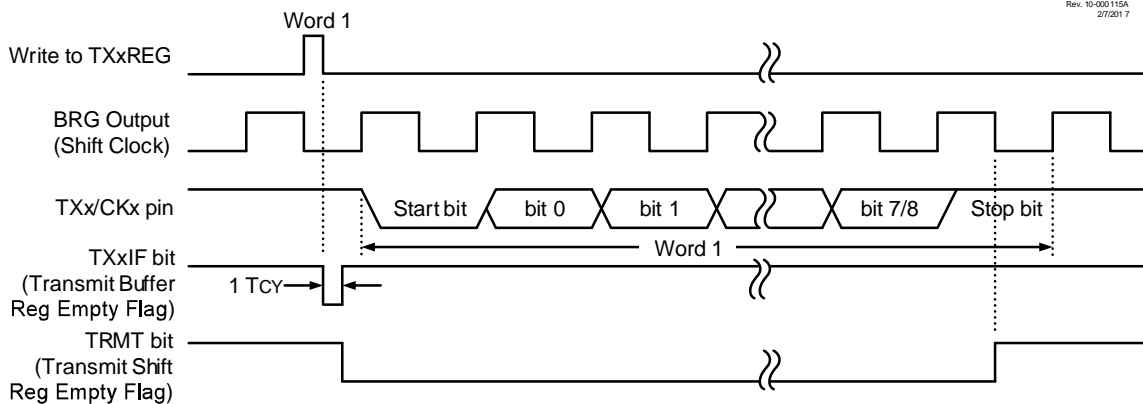 Rev. 10-000115A
2/7/2017
Word 1
Write to TXxREG
BRG Output
(Shift Clock)
TXx/CKx pin
Start bit
bit 0
bit 1
bit 7/8
Stop bit
Word 1
TXxIF bit
(Transmit Buffer
Reg Empty Flag)
1 TCY
TRMT bit
(Transmit Shift
Reg Empty Flag)